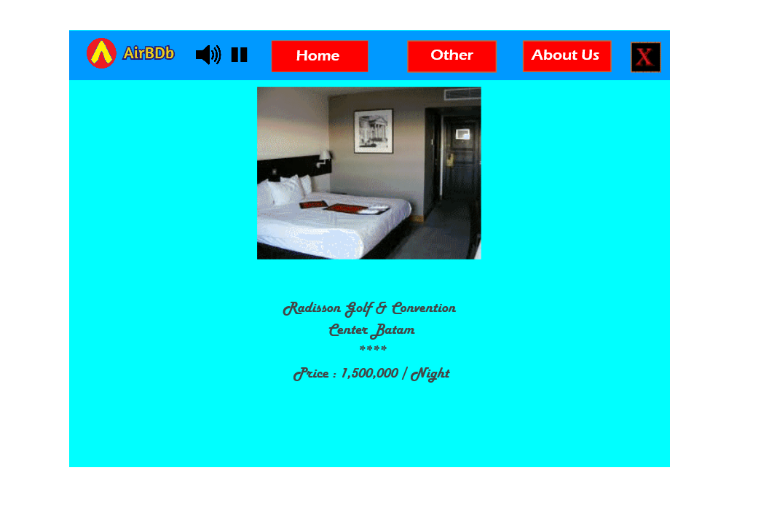 AirBDb
Home
Other
About Us
X
Radisson Golf & Convention
Center Batam
****
Price : 1,500,000 / Night